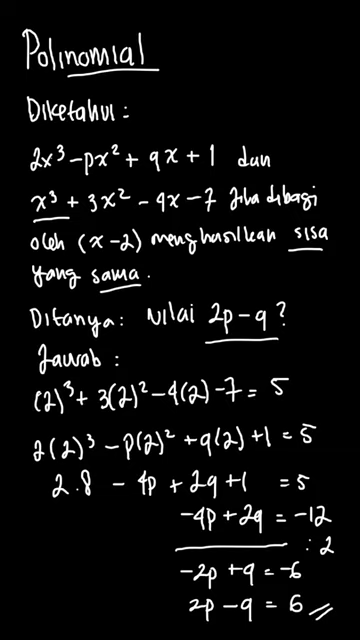 Polinomial
Diketahui:
2x³ - px² + qx + 1 dan
x³ + 3x² - 4x - 7 Jika dibagi
oleh (x - 2) menghasilkan sisa
yang sama.
Ditanya: Nilai 2p - q?
Jawab:
(2)³ + 3(2)² - 4(2) - 7 = 5
2(2)³ - p(2)² + q(2) + 1 = 5
2.8 - 4p + 2q + 1 = 5
-4p + 2q = -12
: 2
-2p + q = -6
2p - q = 6 //